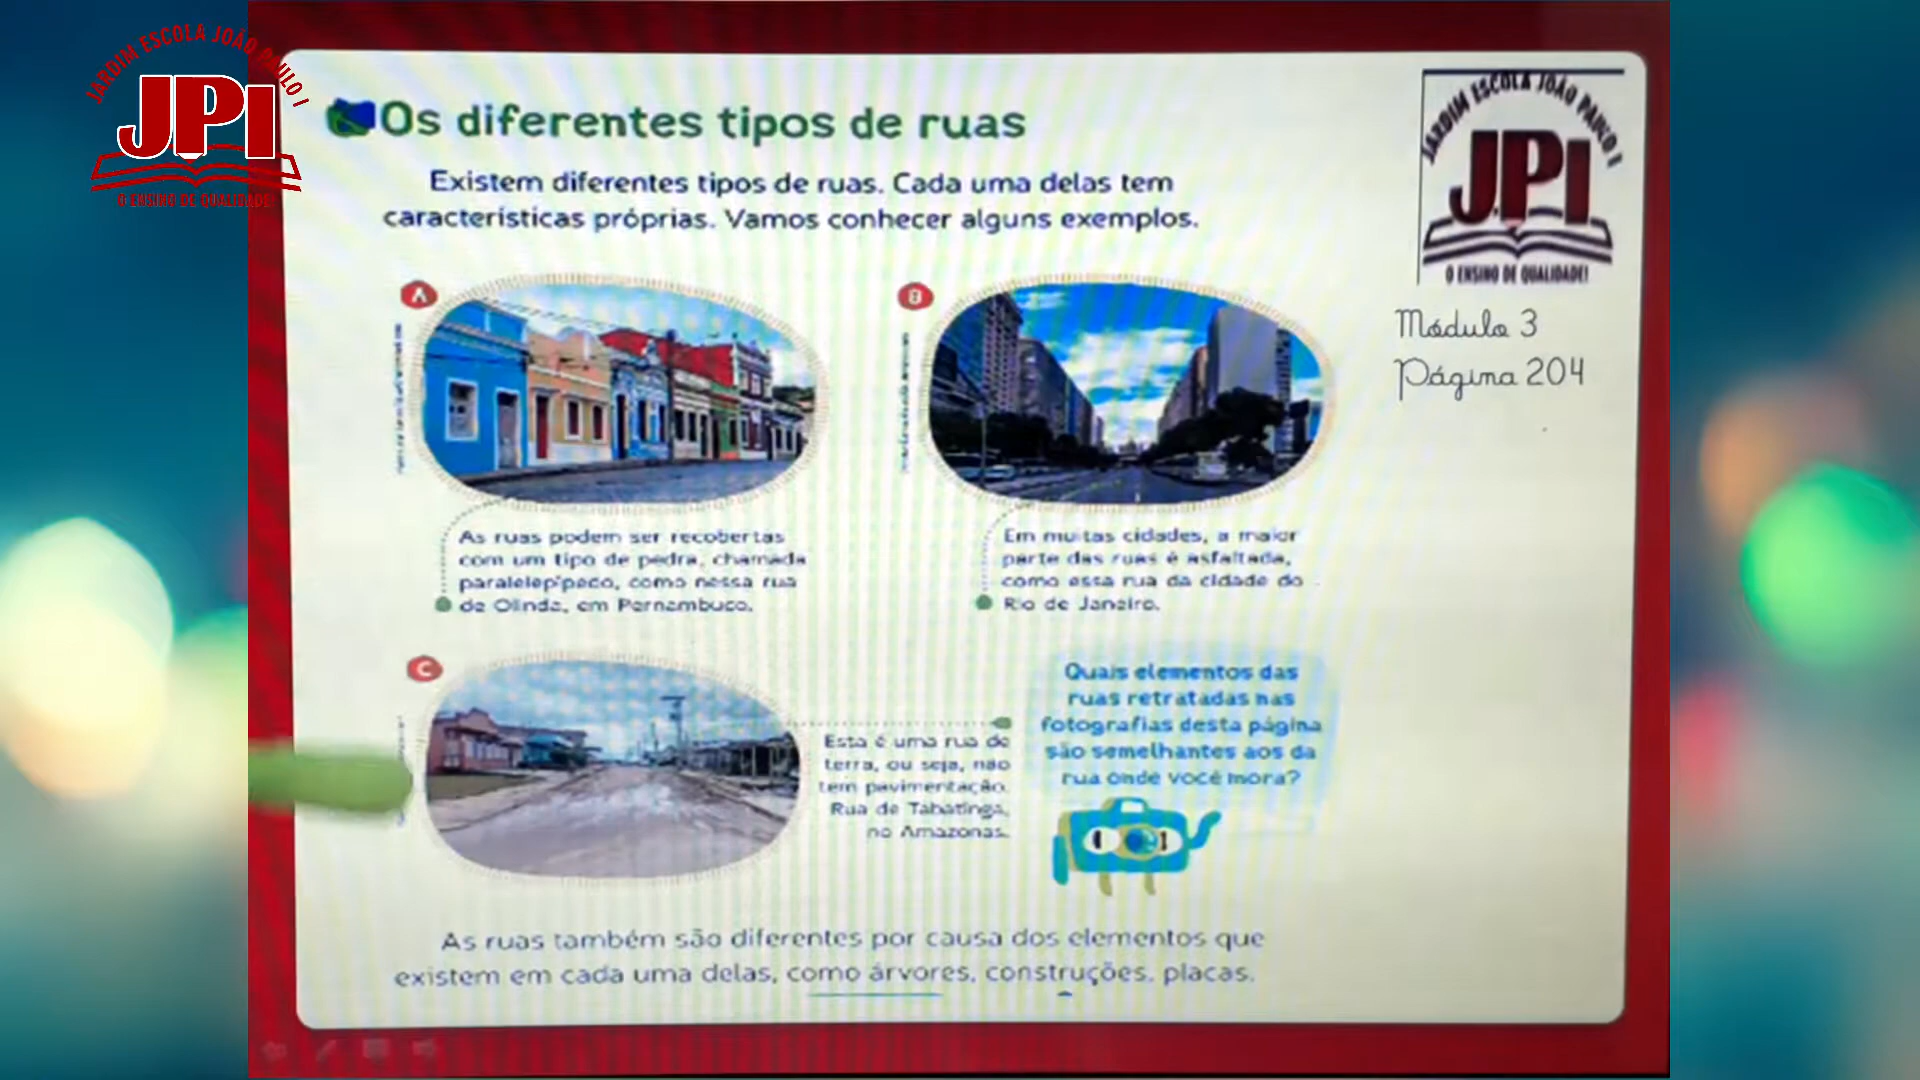 JARDIM ESCOLA JOÃO PAULO I
JPI
O ENSINO DE QUALIDADE!
Os diferentes tipos de ruas
Existem diferentes tipos de ruas. Cada uma delas tem
características próprias. Vamos conhecer alguns exemplos.
JARDIM ESCOLA JOÃO PAULO I
JPI
O ENSINO DE QUALIDADE!
Módulo 3
Página 204
A
As ruas podem ser recobertas
com um tipo de pedra, chamada
paralelepípedo, como nessa rua
de Olinda, em Pernambuco.
B
Em muitas cidades, a maior
parte das ruas é asfaltada,
como essa rua da cidade do
Rio de Janeiro.
C
Esta é uma rua de
terra, ou seja, não
tem pavimentação.
Rua de Tabatinga,
no Amazonas.
Quais elementos das
ruas retratadas nas
fotografias desta página
são semelhantes aos da
rua onde você mora?
As ruas também são diferentes por causa dos elementos que
existem em cada uma delas, como árvores, construções, placas.